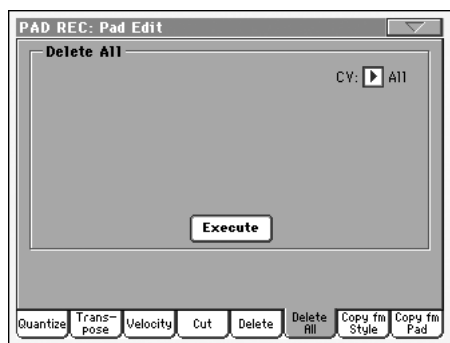 PAD REC: Pad Edit
Delete All
CV: All
Execute
Quantize Trans-pose Velocity Cut Delete Delete All Copy fm Style Copy fm Pad